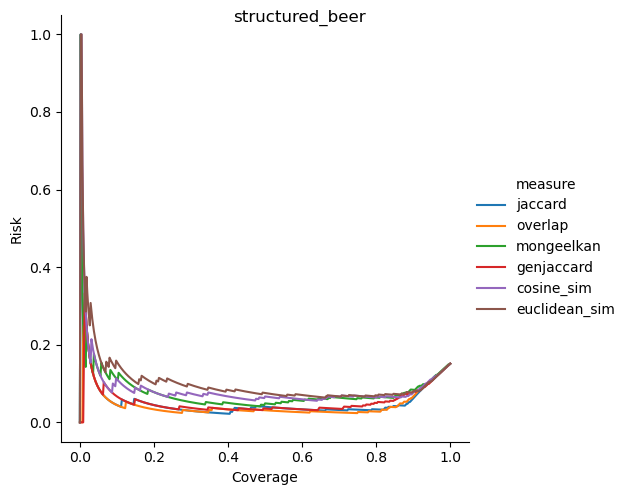 structured_beer
1.0
0.8
0.6
0.4
0.2
0.0
Risk
0.0
0.2
0.4
0.6
0.8
1.0
Coverage
measure
jaccard
overlap
mongeelkan
genjaccard
cosine_sim
euclidean_sim